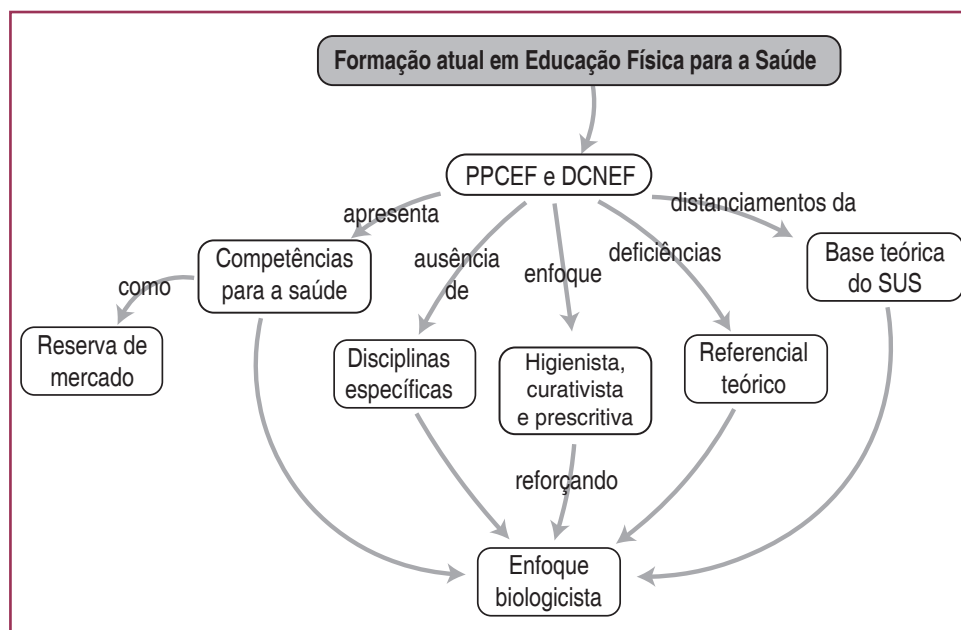 Formação atual em Educação Física para a Saúde
PPCEF e DCNEF
apresenta
ausência
de
enfoque
deficiências
distanciamentos da
Competências
para a saúde
Base teórica
do SUS
como
Reserva de
mercado
Disciplinas
específicas
Higienista,
curativista
e prescritiva
Referencial
teórico
reforçando
Enfoque
biologicista